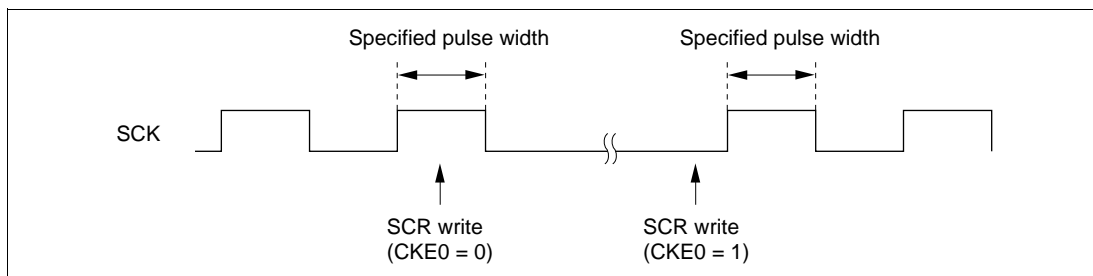 Specified pulse width
Specified pulse width
SCK
SCR write
(CKE0 = 0)
SCR write
(CKE0 = 1)